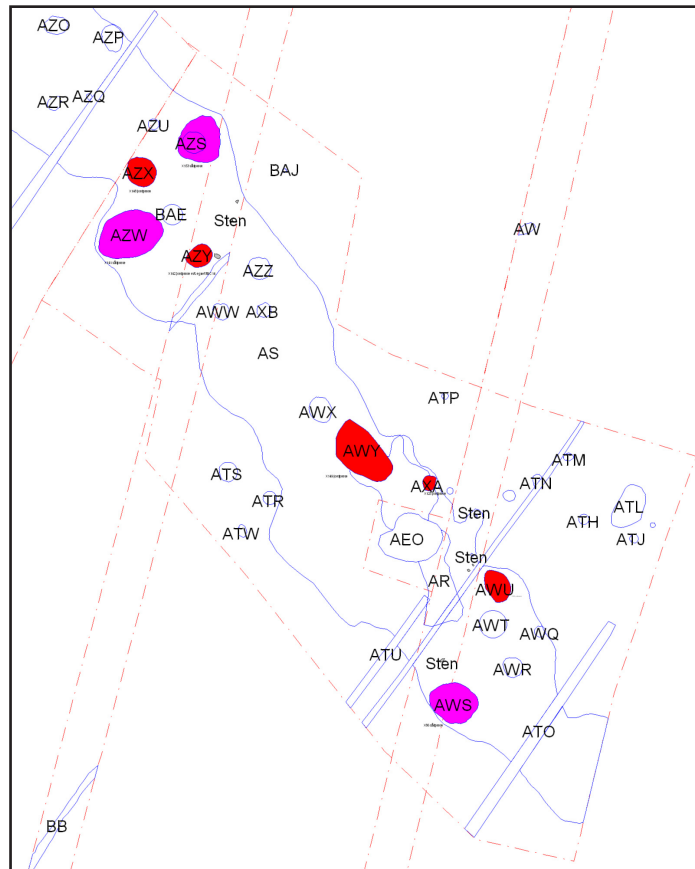 AZO
AZP
AZR
AZQ
AZU
AZS
AZX
BAJ
BAE
Sten
AZW
AW
AZY
AZZ
AWW
AXB
AS
ATP
AWX
AWY
ATM
ATS
AXA
ATN
ATR
ATL
Sten
ATH
ATW
AEO
ATJ
Sten
AR
AWU
AWT
AWQ
ATU
Sten
AWR
AWS
ATO
BB